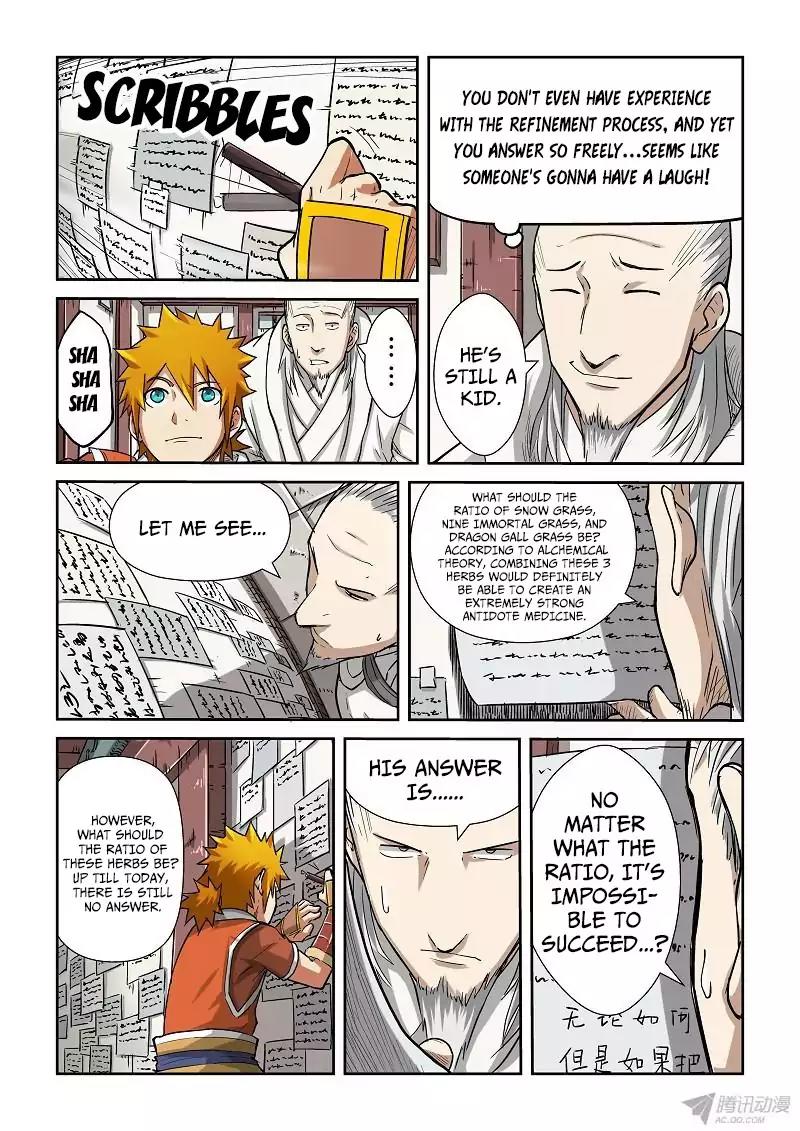 SCRIBBLES
YOU DON'T EVEN HAVE EXPERIENCE
WITH THE REFINEMENT PROCESS, AND YET
YOU ANSWER SO FREELY...SEEMS LIKE
SOMEONE'S GONNA HAVE A LAUGH!
SHA
SHA
SHA
....
HE'S
STILL A
KID.
LET ME SEE...
WHAT SHOULD THE
RATIO OF SNOW GRASS,
NINE IMMORTAL GRASS, AND
DRAGON GALL GRASS BE?
ACCORDING TO ALCHEMICAL
THEORY, COMBINING THESE 3
HERBS WOULD DEFINITELY
BE ABLE TO CREATE AN
EXTREMELY STRONG
ANTIDOTE MEDICINE.
HOWEVER,
WHAT SHOULD
THE RATIO OF
THESE HERBS BE?
UP TILL TODAY,
THERE IS STILL
NO ANSWER.
HIS ANSWER
IS......
NO
MATTER
WHAT THE
RATIO, IT'S
IMPOSSI-
BLE TO
SUCCEED...?
无论如何
但是如果把
腾讯动漫
AC.QQ.COM